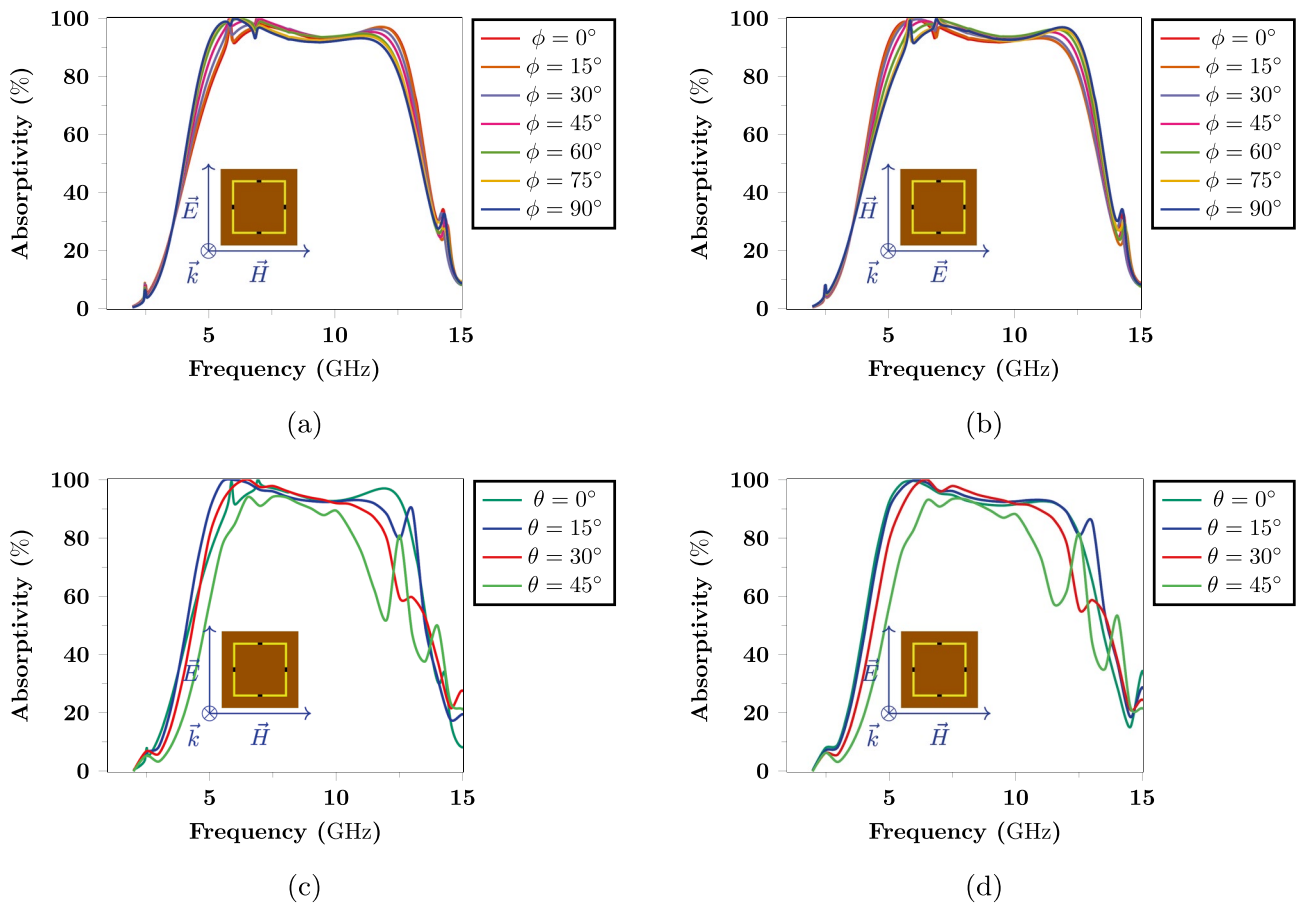 100
80
60
40
20
0
Absorptivity (%)
5 10 15
Frequency (GHz)
E⃗
k⃗ H⃗
ϕ = 0°
ϕ = 15°
ϕ = 30°
ϕ = 45°
ϕ = 60°
ϕ = 75°
ϕ = 90°
(a)
100
80
60
40
20
0
Absorptivity (%)
5 10 15
Frequency (GHz)
H⃗
k⃗ E⃗
ϕ = 0°
ϕ = 15°
ϕ = 30°
ϕ = 45°
ϕ = 60°
ϕ = 75°
ϕ = 90°
(b)
100
80
60
40
20
0
Absorptivity (%)
5 10 15
Frequency (GHz)
E⃗
k⃗ H⃗
θ = 0°
θ = 15°
θ = 30°
θ = 45°
(c)
100
80
60
40
20
0
Absorptivity (%)
5 10 15
Frequency (GHz)
E⃗
k⃗ H⃗
θ = 0°
θ = 15°
θ = 30°
θ = 45°
(d)